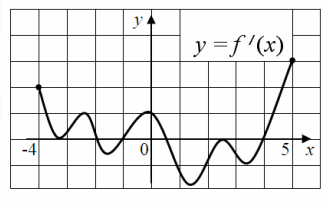 y
y = f ′(x)
-4 0 5 x